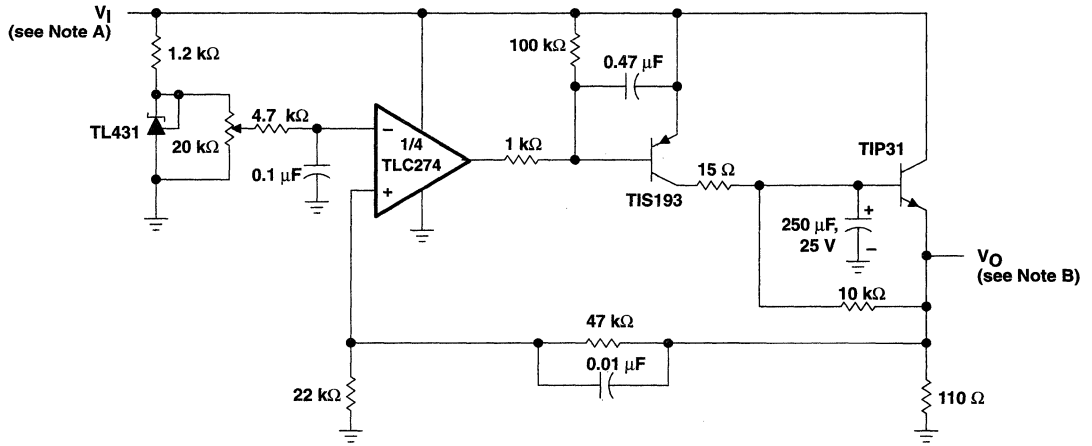 VI
(see Note A)
1.2 kΩ
TL431
20 kΩ
4.7 kΩ
0.1 μF
−
1/4
TLC274
+
1 kΩ
100 kΩ
0.47 μF
TIS193
15 Ω
TIP31
250 μF,
25 V
+
−
VO
(see Note B)
10 kΩ
47 kΩ
0.01 μF
22 kΩ
110 Ω